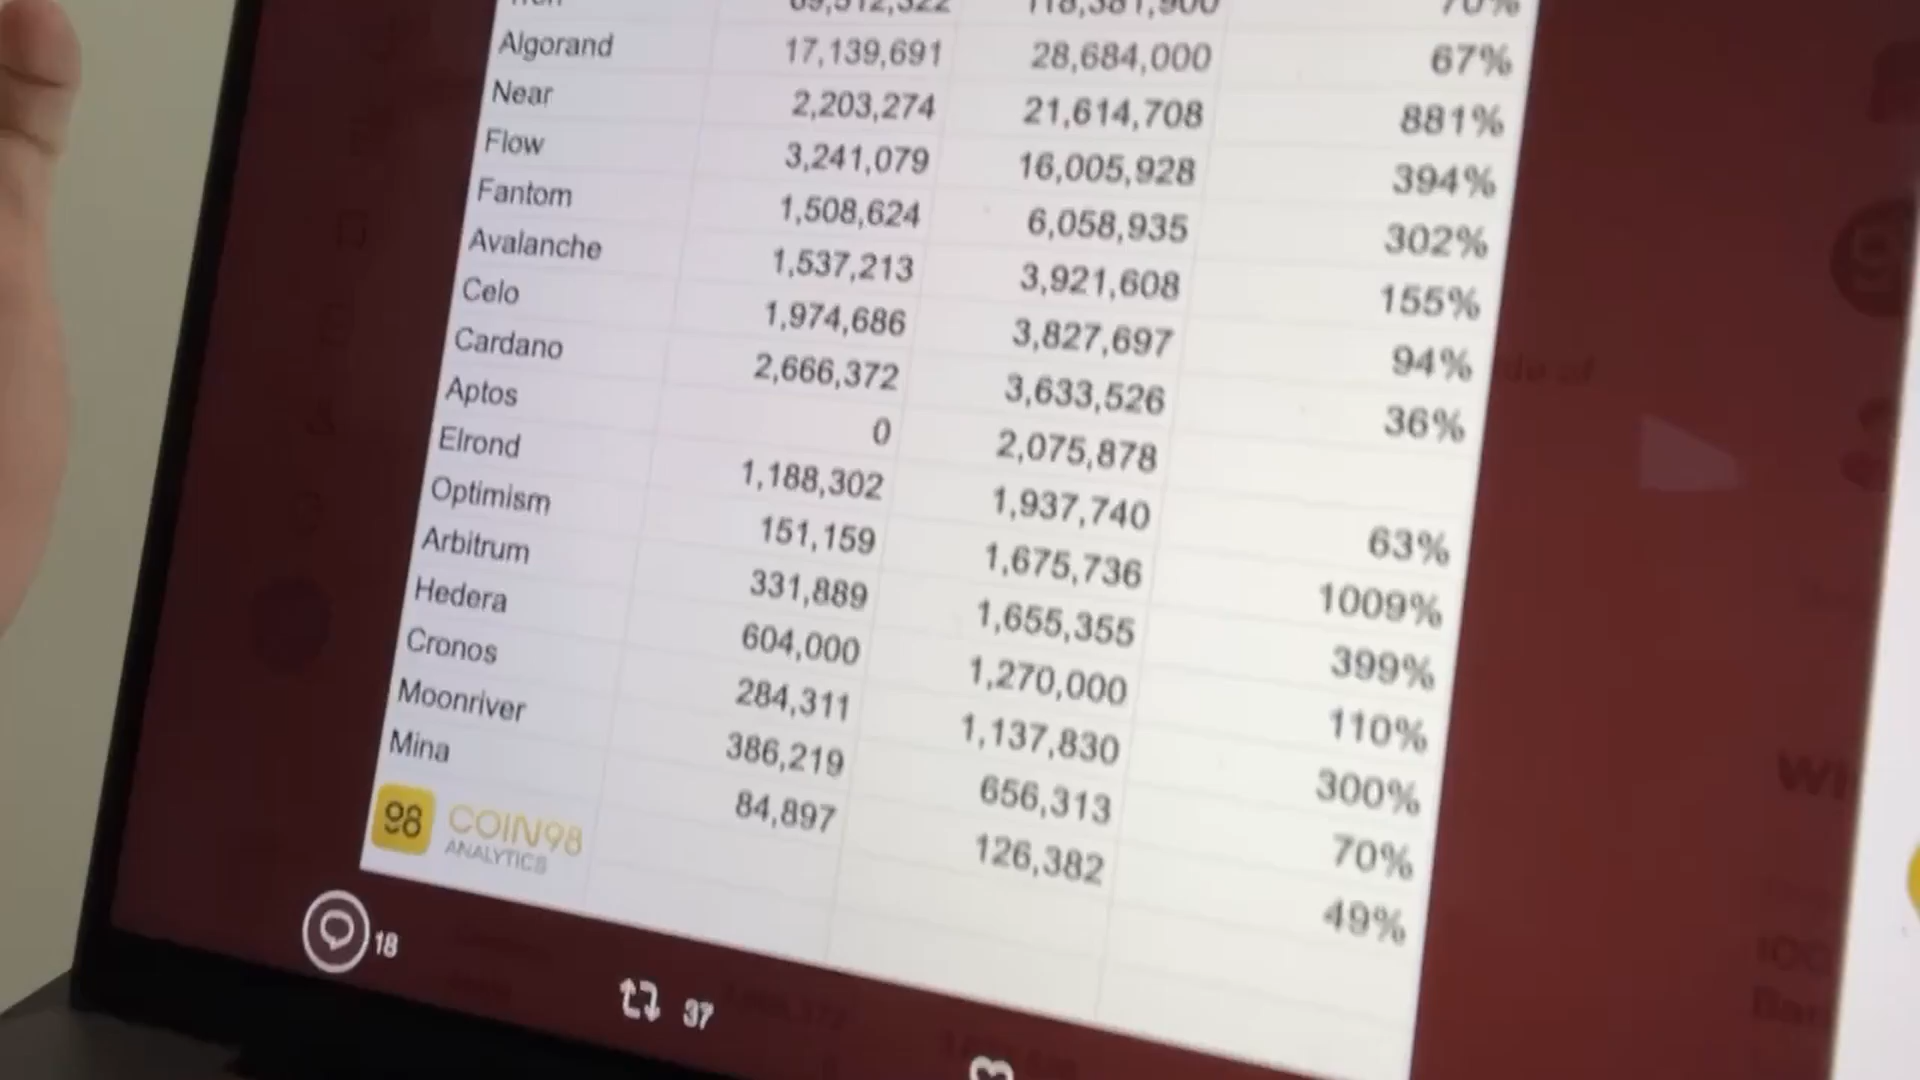 Algorand 17,139,691 28,684,000 67%
Near 2,203,274 21,614,708 881%
Flow 3,241,079 16,005,928 394%
Fantom 1,508,624 6,058,935 302%
Avalanche 1,537,213 3,921,608 155%
Celo 1,974,686 3,827,697 94%
Cardano 2,666,372 3,633,526 36%
Aptos 0 2,075,878
Elrond 1,188,302 1,937,740 63%
Optimism 151,159 1,675,736 1009%
Arbitrum 331,889 1,655,355 399%
Hedera 604,000 1,270,000 110%
Cronos 284,311 1,137,830 300%
Moonriver 386,219 656,313 70%
Mina 84,897 126,382 49%
98 COIN98
ANALYTICS
18
37